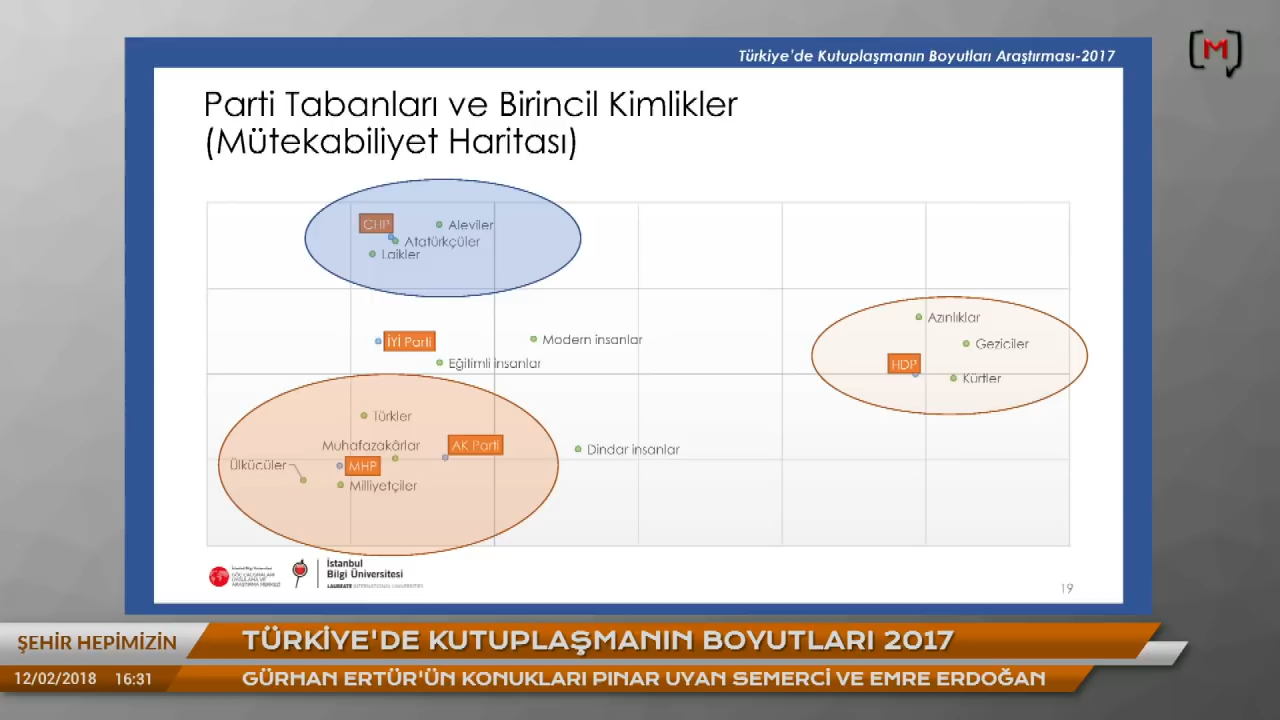 Türkiye'de Kutuplaşmanın Boyutları Araştırması-2017
M
Parti Tabanları ve Birincil Kimlikler
(Mütekabiliyet Haritası)
CHP
Aleviler
Atatürkçüler
Laikler
Azınlıklar
İYİ Parti
Modern insanlar
Geziciler
Eğitimli insanlar
HDP
Kürtler
Türkler
Muhafazakârlar
AK Parti
Dindar insanlar
Ülkücüler
MHP
Milliyetçiler
İstanbul
Bilgi Üniversitesi
LAUREATE INTERNATIONAL UNIVERSITIES
19
ŞEHİR HEPİMİZİN
TÜRKİYE'DE KUTUPLAŞMANIN BOYUTLARI 2017
12/02/2018 16:31
GÜRHAN ERTÜR'ÜN KONUKLARI PINAR UYAN SEMERCİ VE EMRE ERDOĞAN